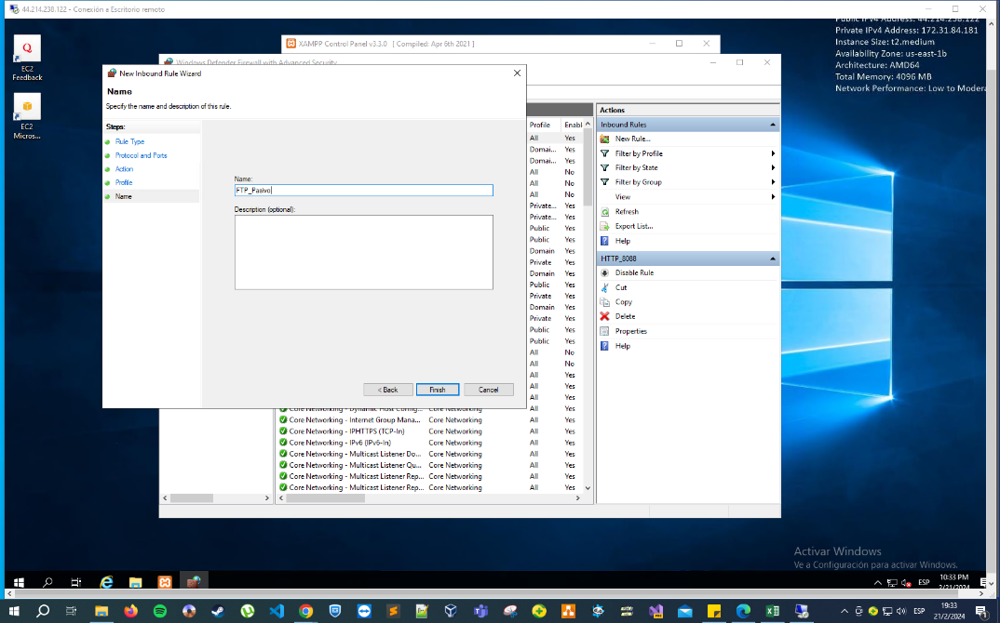 44.214.238.122 - Conexión a Escritorio remoto
Public IPv4 Address: 44.214.238.122
Private IPv4 Address: 172.31.84.181
Instance Size: t2.medium
Availability Zone: us-east-1b
Architecture: AMD64
Total Memory: 4096 MB
Network Performance: Low to Modera
EC2
Feedback
EC2
Micros...
XAMPP Control Panel v3.3.0 [ Compiled: Apr 6th 2021 ]
Windows Defender Firewall with Advanced Security
New Inbound Rule Wizard
Name
Specify the name and description of this rule.
Steps:
Rule Type
Protocol and Ports
Action
Profile
Name
Name:
FTP_Pasivo
Description (optional):
< Back
Finish
Cancel
Profile Enabl
All Yes
Domai... Yes
Domai... Yes
All No
All No
All No
Private... Yes
Private... Yes
Public Yes
Public Yes
Domain Yes
Private Yes
Domain Yes
Public Yes
Private Yes
Domain Yes
Private Yes
Public Yes
Public Yes
All No
All No
All Yes
All Yes
All Yes
Core Networking - Dynamic Host Config... Core Networking All Yes
Core Networking - Internet Group Mana... Core Networking All Yes
Core Networking - IPHTTPS (TCP-In) Core Networking All Yes
Core Networking - IPv6 (IPv6-In) Core Networking All Yes
Core Networking - Multicast Listener Do... Core Networking All Yes
Core Networking - Multicast Listener Qu... Core Networking All Yes
Core Networking - Multicast Listener Rep... Core Networking All Yes
Core Networking - Multicast Listener Rep... Core Networking All Yes
Actions
Inbound Rules
New Rule...
Filter by Profile
Filter by State
Filter by Group
View
Refresh
Export List...
Help
HTTP_8088
Disable Rule
Cut
Copy
Delete
Properties
Help
Activar Windows
Ve a Configuración para activar Windows.
ESP
10:33 PM
2/21/2024
ESP
19:33
21/2/2024